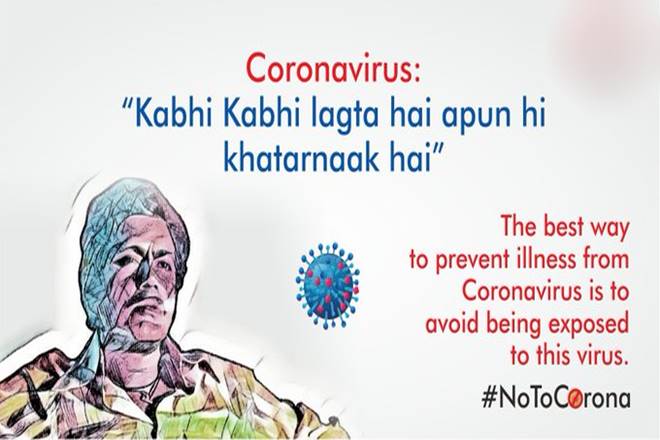 Coronavirus:
“Kabhi Kabhi lagta hai apun hi
khatarnaak hai”
The best way
to prevent illness from
Coronavirus is to
avoid being exposed
to this virus.
#NoToCorona